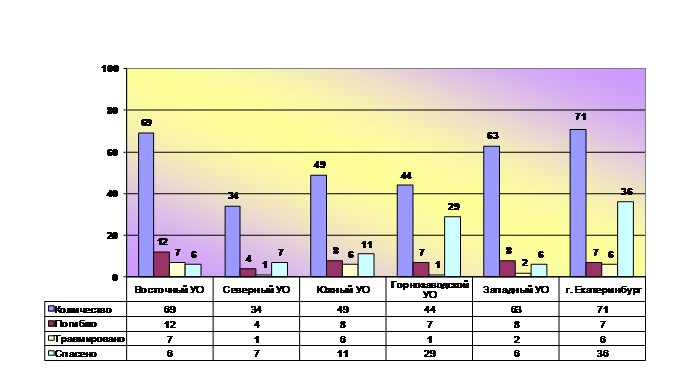 100
80
60
40
20
0
69 12 7 6
34 4 1 7
49 8 6 11
44 7 1 29
63 8 2 6
71 7 6 36
Восточный УО Северный УО Южный УО Горнозаводской УО Западный УО г. Екатеринбург
Количество 69 34 49 44 63 71
Погибло 12 4 8 7 8 7
Травмировано 7 1 6 1 2 6
Спасено 6 7 11 29 6 36